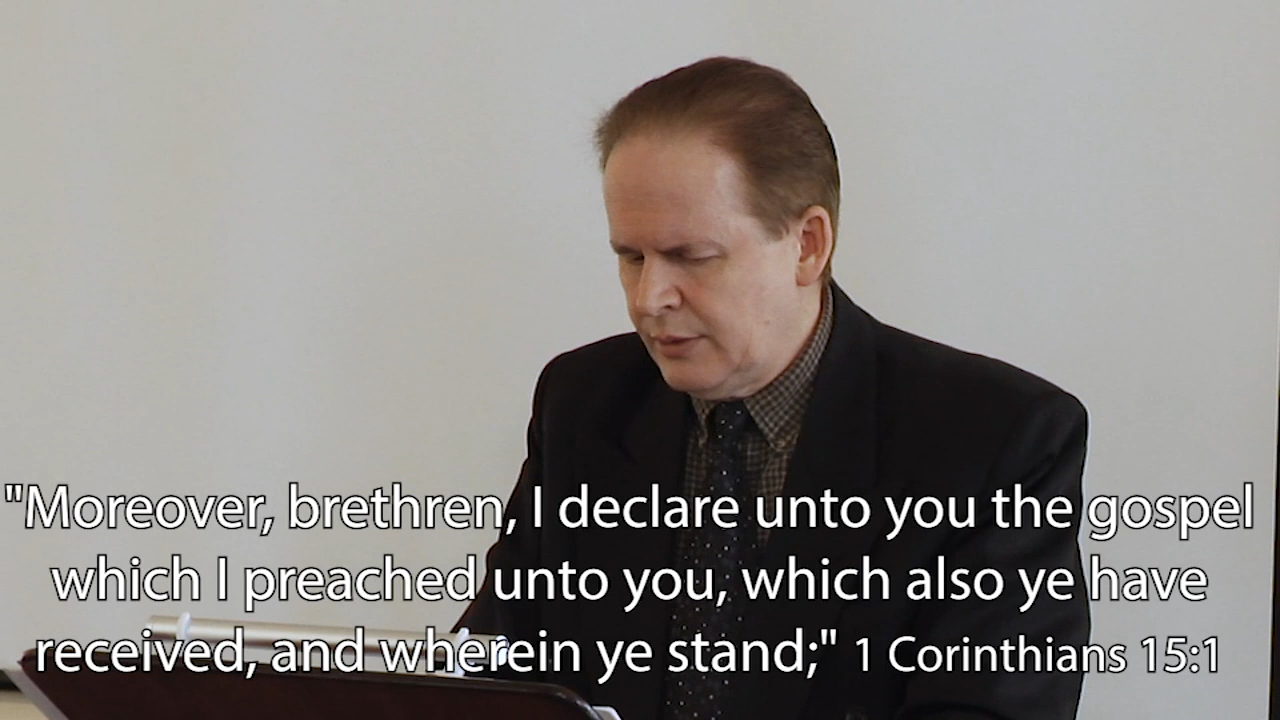 "Moreover, brethren, I declare unto you the gospel
which I preached unto you, which also ye have
received, and wherein ye stand;" 1 Corinthians 15:1